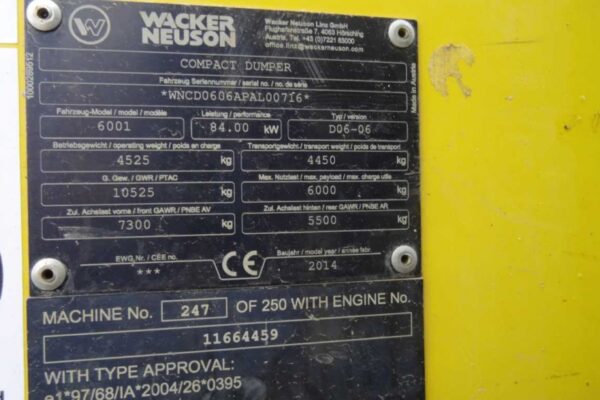 WACKER
NEUSON
Wacker Neuson Linz GmbH
Flughafenstraße 7, 4063 Hörsching
Austria, Tel. +43 (0)7221 63000
office.linz@wackerneuson.com
1000289512
COMPACT DUMPER
Fahrzeug Seriennummer / serial no. / no. de série
*WNCD0606APAL00716*
Made in Austria
Fahrzeug-Model / model / modèle
Leistung / performance
Typ / version
6001
84.00 kW
D06-06
Betriebsgewicht / operating weight / poids en charge
Transportgewicht / transport weight / poids de transport
4525 kg
4450 kg
G. Gew. / GWR / PTAC
Max. Nutzlast / max. payload / max. charge utile
10525 kg
6000 kg
Zul. Achslast vorne / front GAWR / PNBE AV
Zul. Achslast hinten / rear GAWR / PNBE AR
7300 kg
5500 kg
EWG Nr. / CEE no.
Baujahr / model year / année fabr.
***
CE
2014
MACHINE No. 247 OF 250 WITH ENGINE No.
11664459
WITH TYPE APPROVAL:
e1*97/68/IA*2004/26*0395